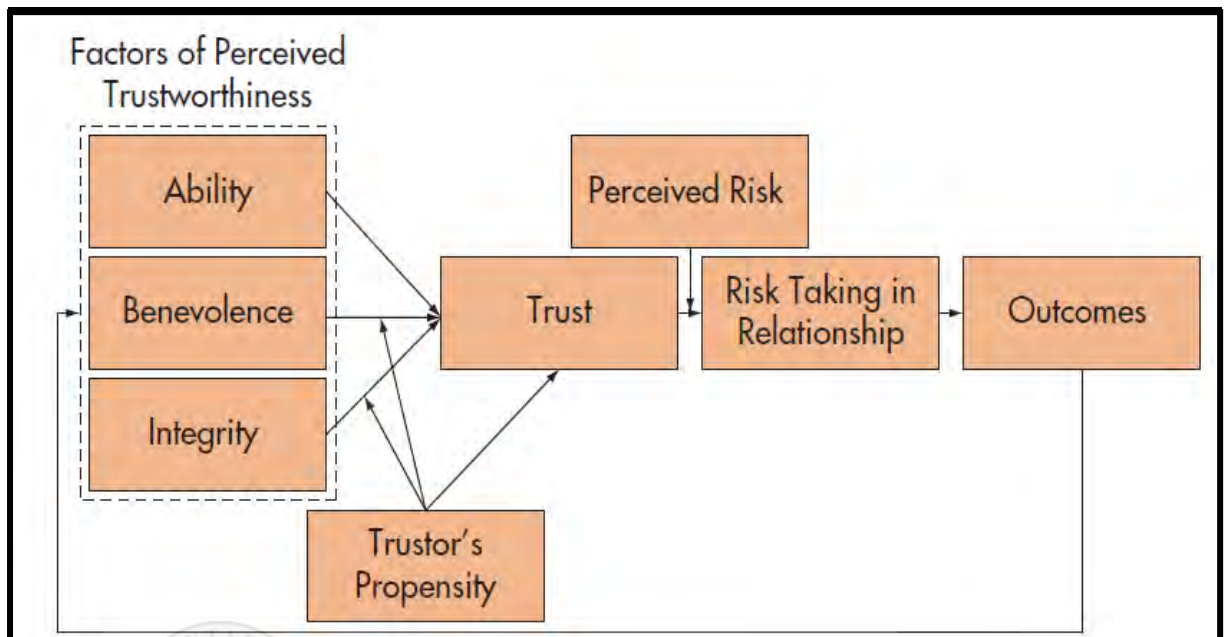 Factors of Perceived
Trustworthiness
Ability
Perceived Risk
Benevolence
Trust
Risk Taking in
Relationship
Outcomes
Integrity
Trustor's
Propensity